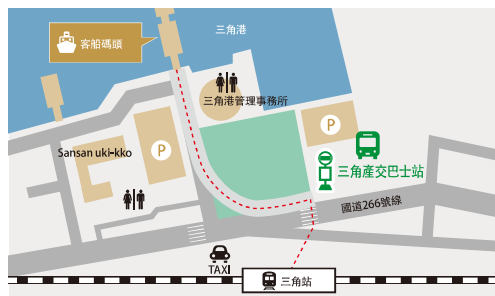 三角港
客船碼頭
三角港管理事務所
P
Sansan uki-kko
P
三角產交巴士站
國道266號線
TAXI
三角站